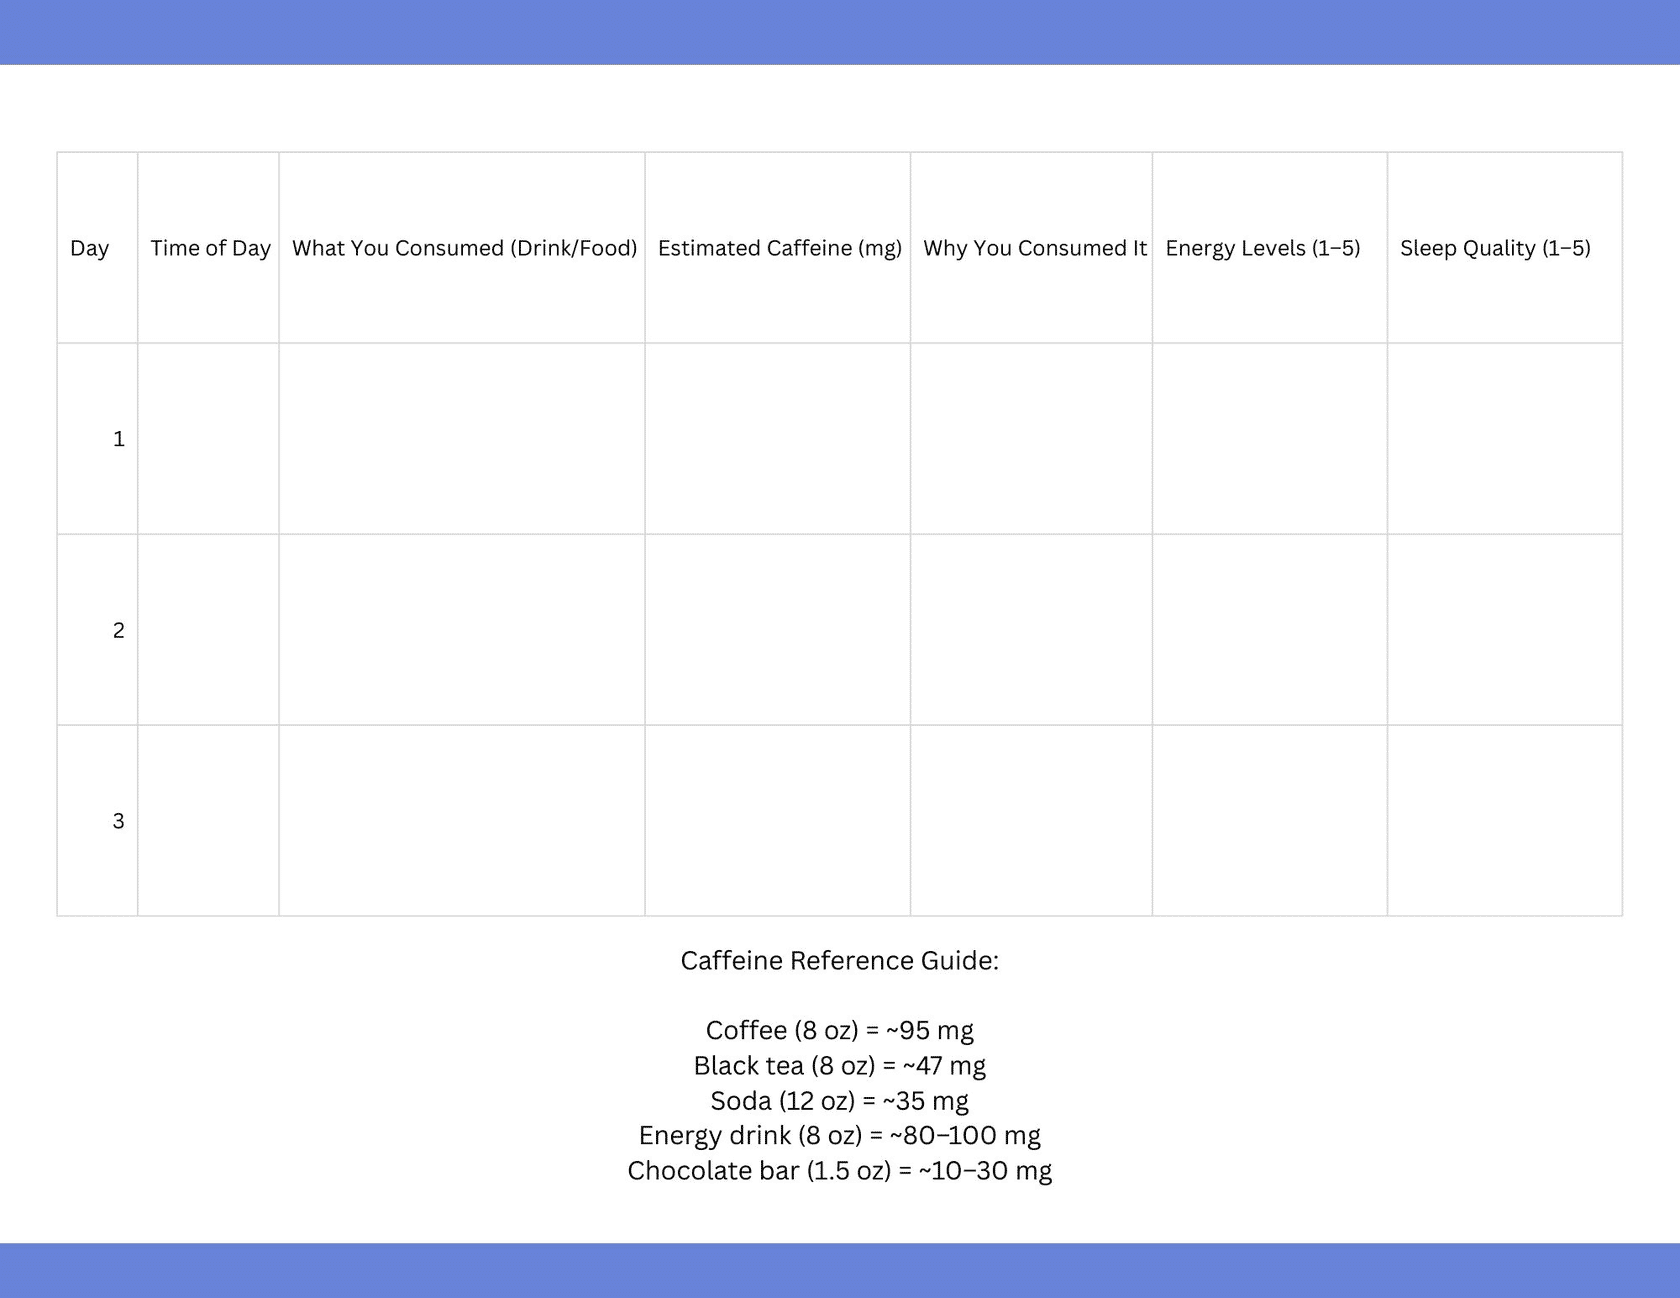 Day Time of Day What You Consumed (Drink/Food) Estimated Caffeine (mg) Why You Consumed It Energy Levels (1–5) Sleep Quality (1–5)
1
2
3
Caffeine Reference Guide:
Coffee (8 oz) = ~95 mg
Black tea (8 oz) = ~47 mg
Soda (12 oz) = ~35 mg
Energy drink (8 oz) = ~80–100 mg
Chocolate bar (1.5 oz) = ~10–30 mg